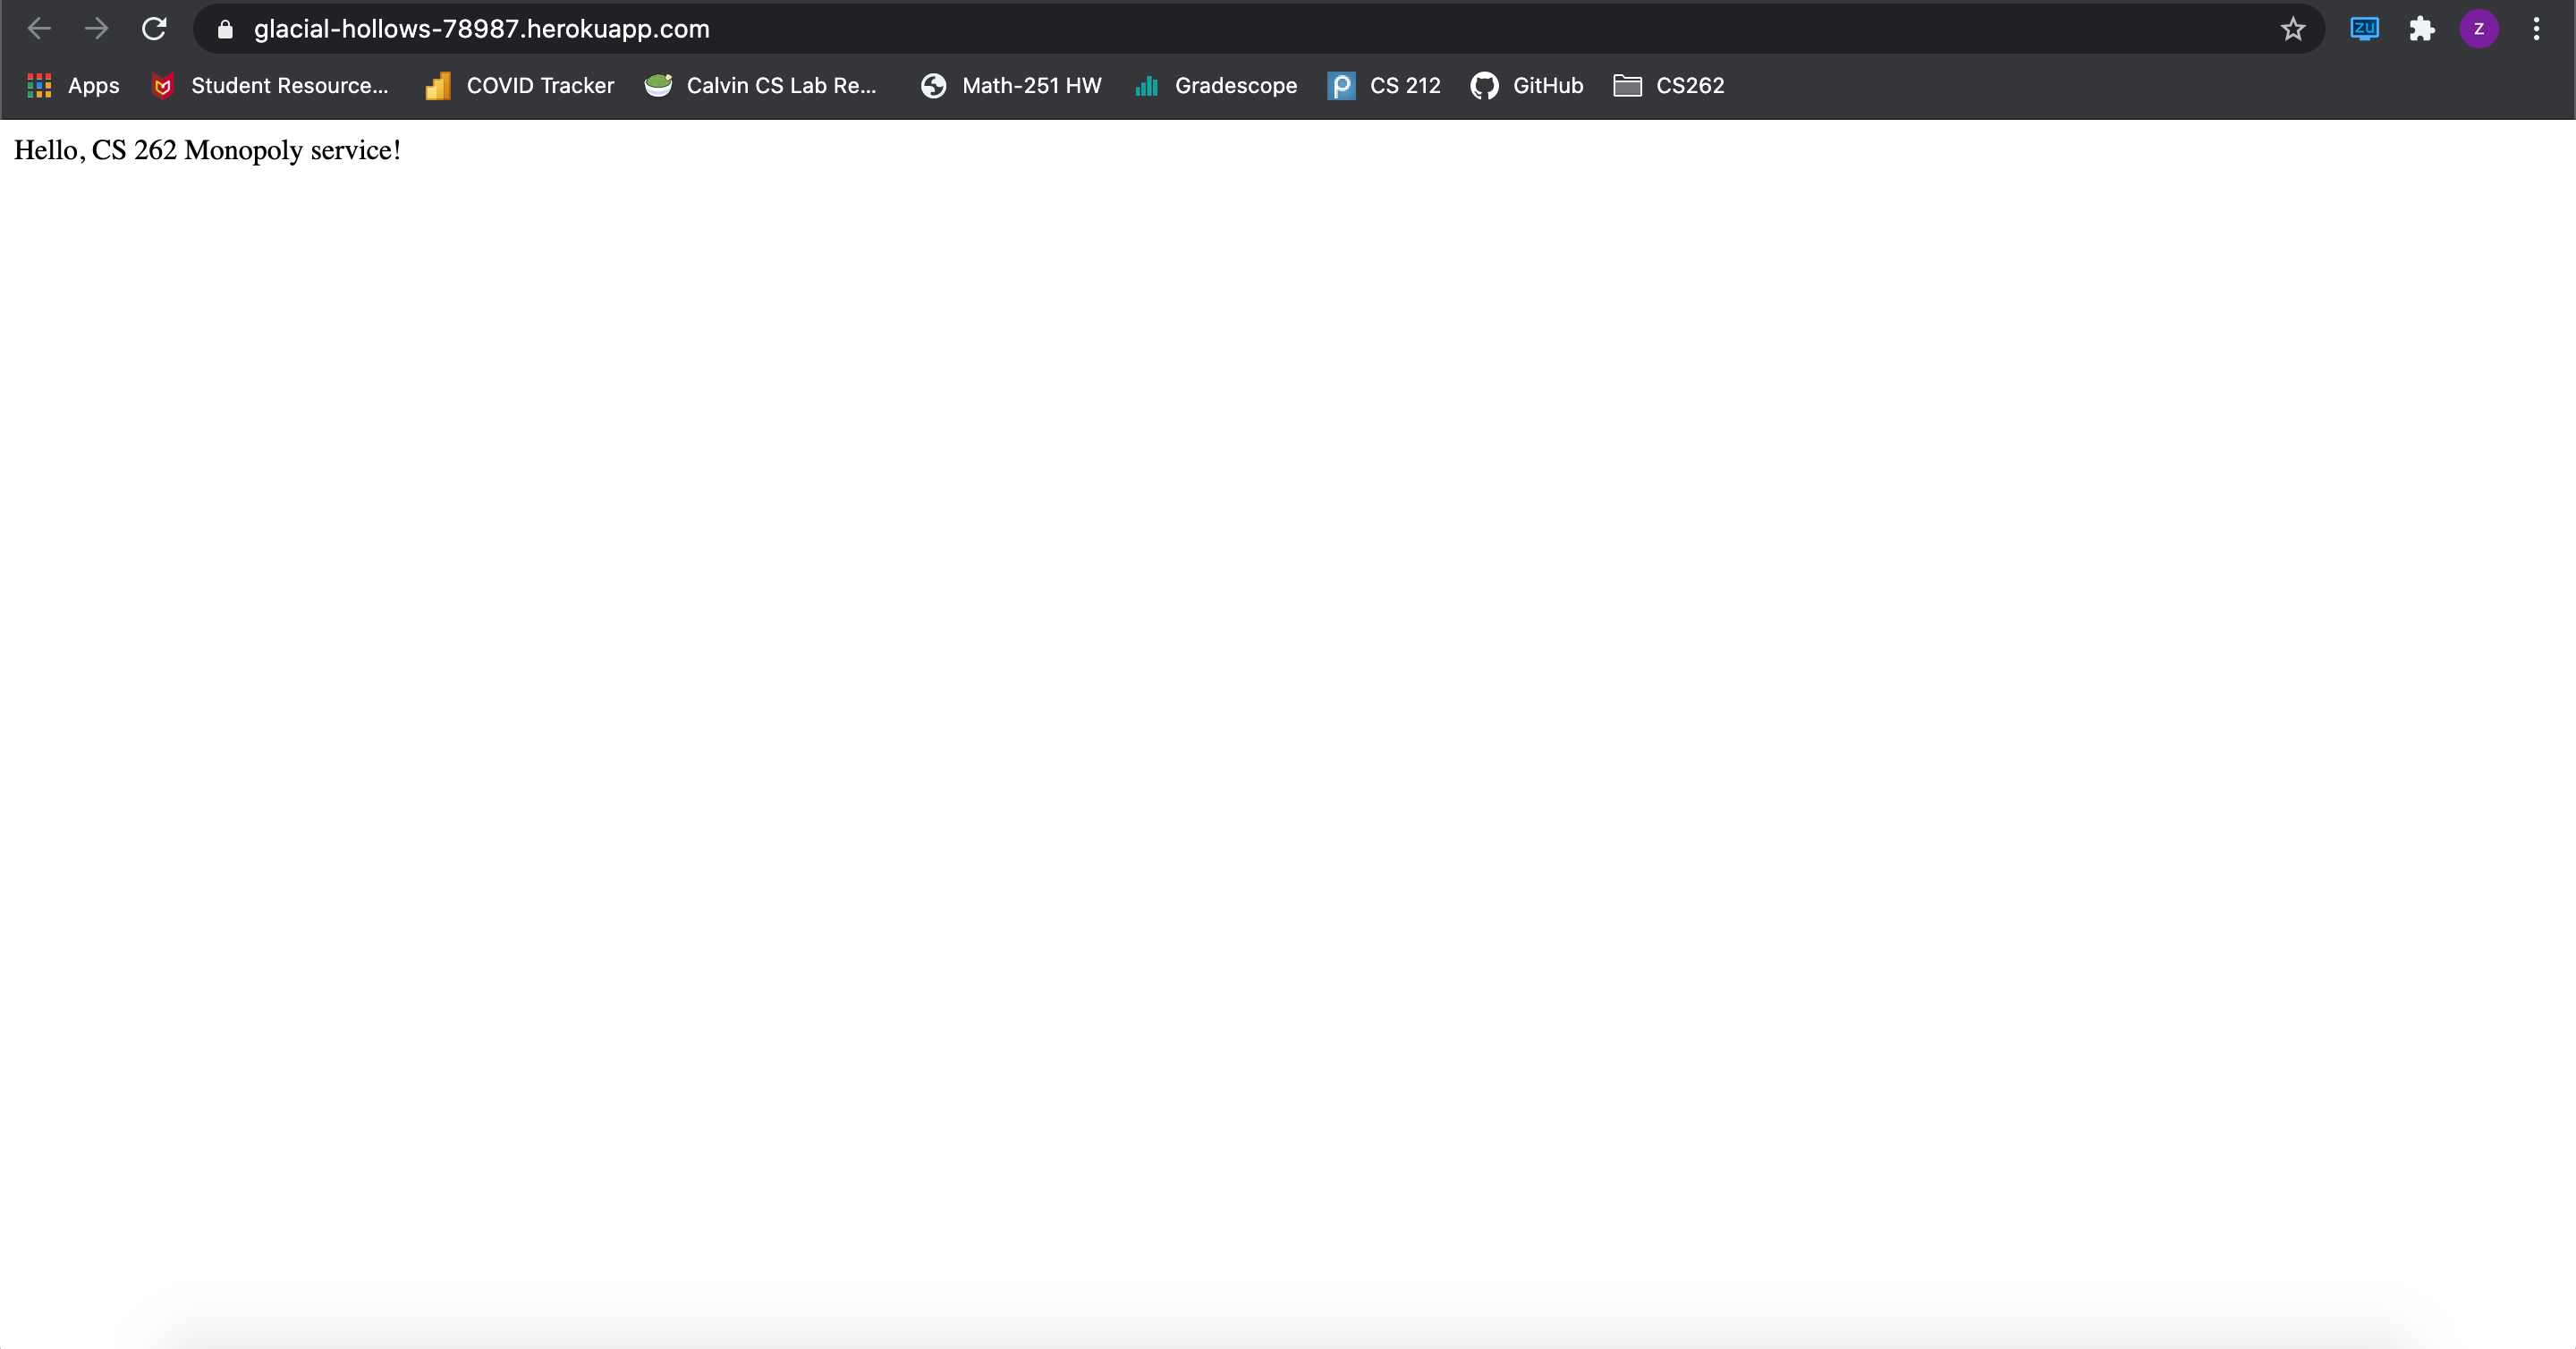 glacial-hollows-78987.herokuapp.com
ZU
Z
Apps
Student Resource...
COVID Tracker
Calvin CS Lab Re...
Math-251 HW
Gradescope
P
CS 212
GitHub
CS262
Hello, CS 262 Monopoly service!